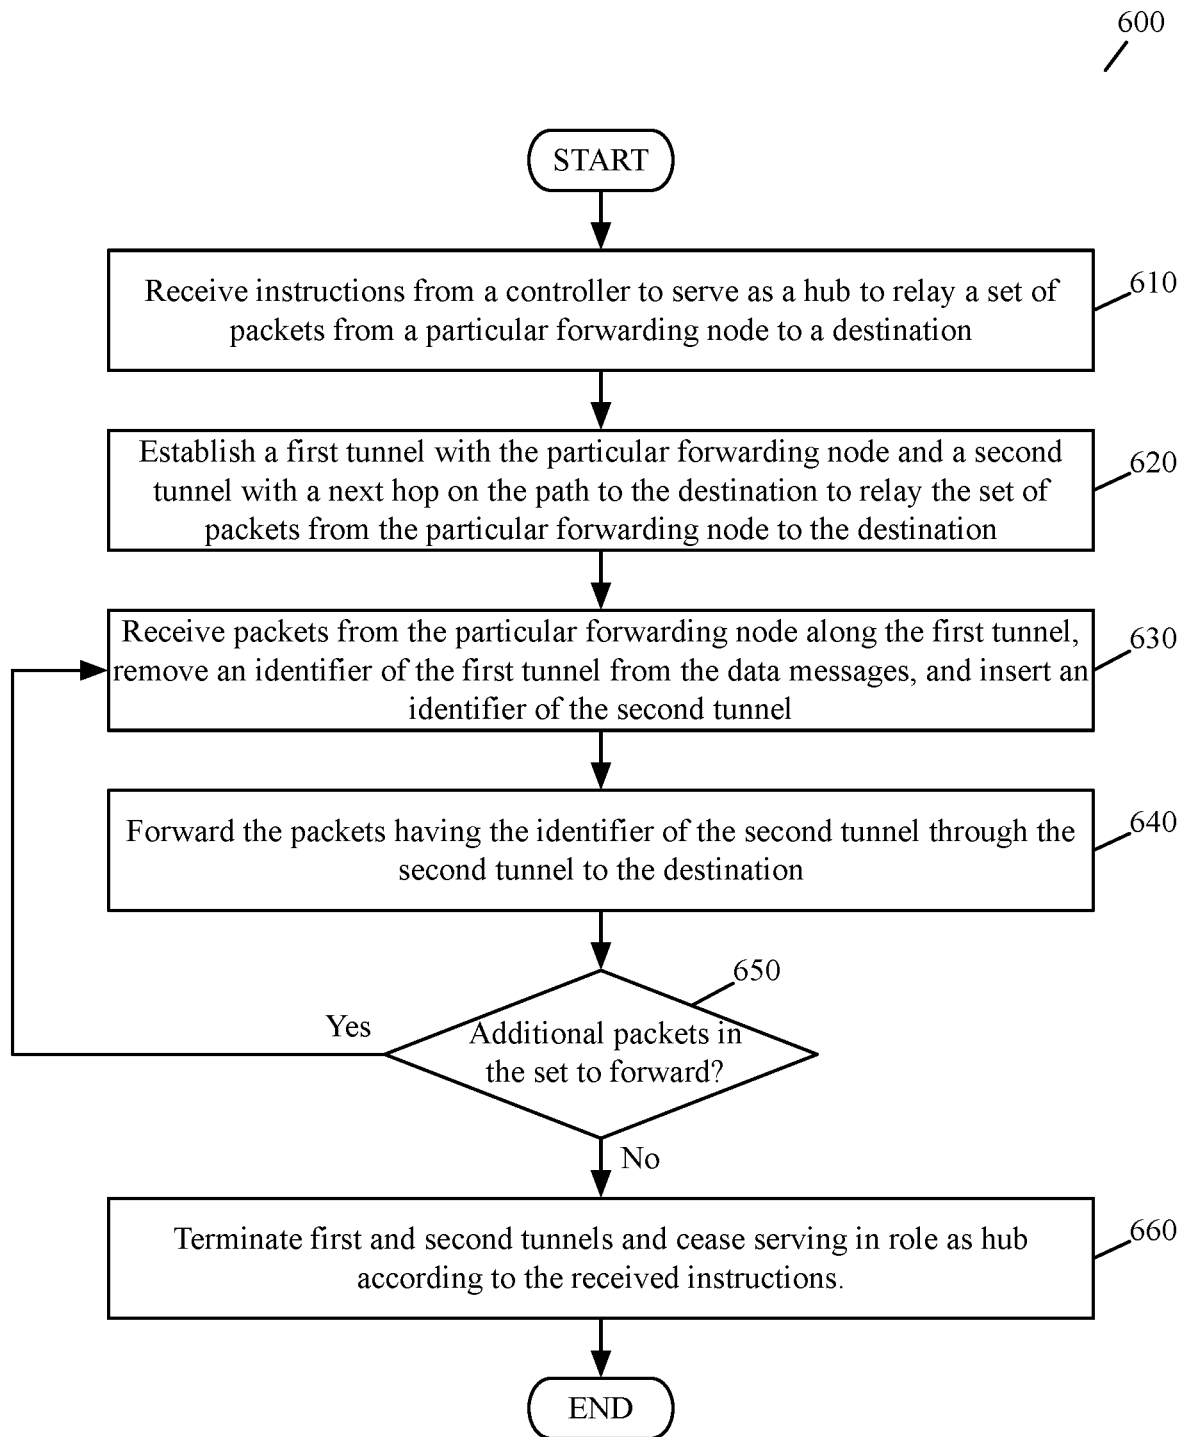 600
START
Receive instructions from a controller to serve as a hub to relay a set of
packets from a particular forwarding node to a destination
610
Establish a first tunnel with the particular forwarding node and a second
tunnel with a next hop on the path to the destination to relay the set of
packets from the particular forwarding node to the destination
620
Receive packets from the particular forwarding node along the first tunnel,
remove an identifier of the first tunnel from the data messages, and insert an
identifier of the second tunnel
630
Forward the packets having the identifier of the second tunnel through the
second tunnel to the destination
640
650
Additional packets in
the set to forward?
Yes
No
Terminate first and second tunnels and cease serving in role as hub
according to the received instructions.
660
END